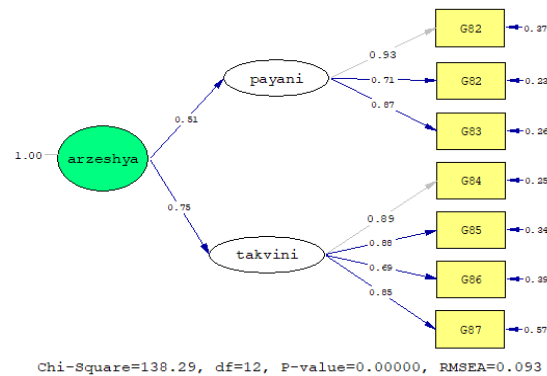 G82
0.37
0.93
payani
0.71
G82
0.23
0.87
G83
0.26
0.51
1.00
arzeshya
G84
0.25
0.75
0.89
0.88
G85
0.34
takvini
0.69
G86
0.39
0.85
G87
0.57
Chi-Square=138.29, df=12, P-value=0.00000, RMSEA=0.093